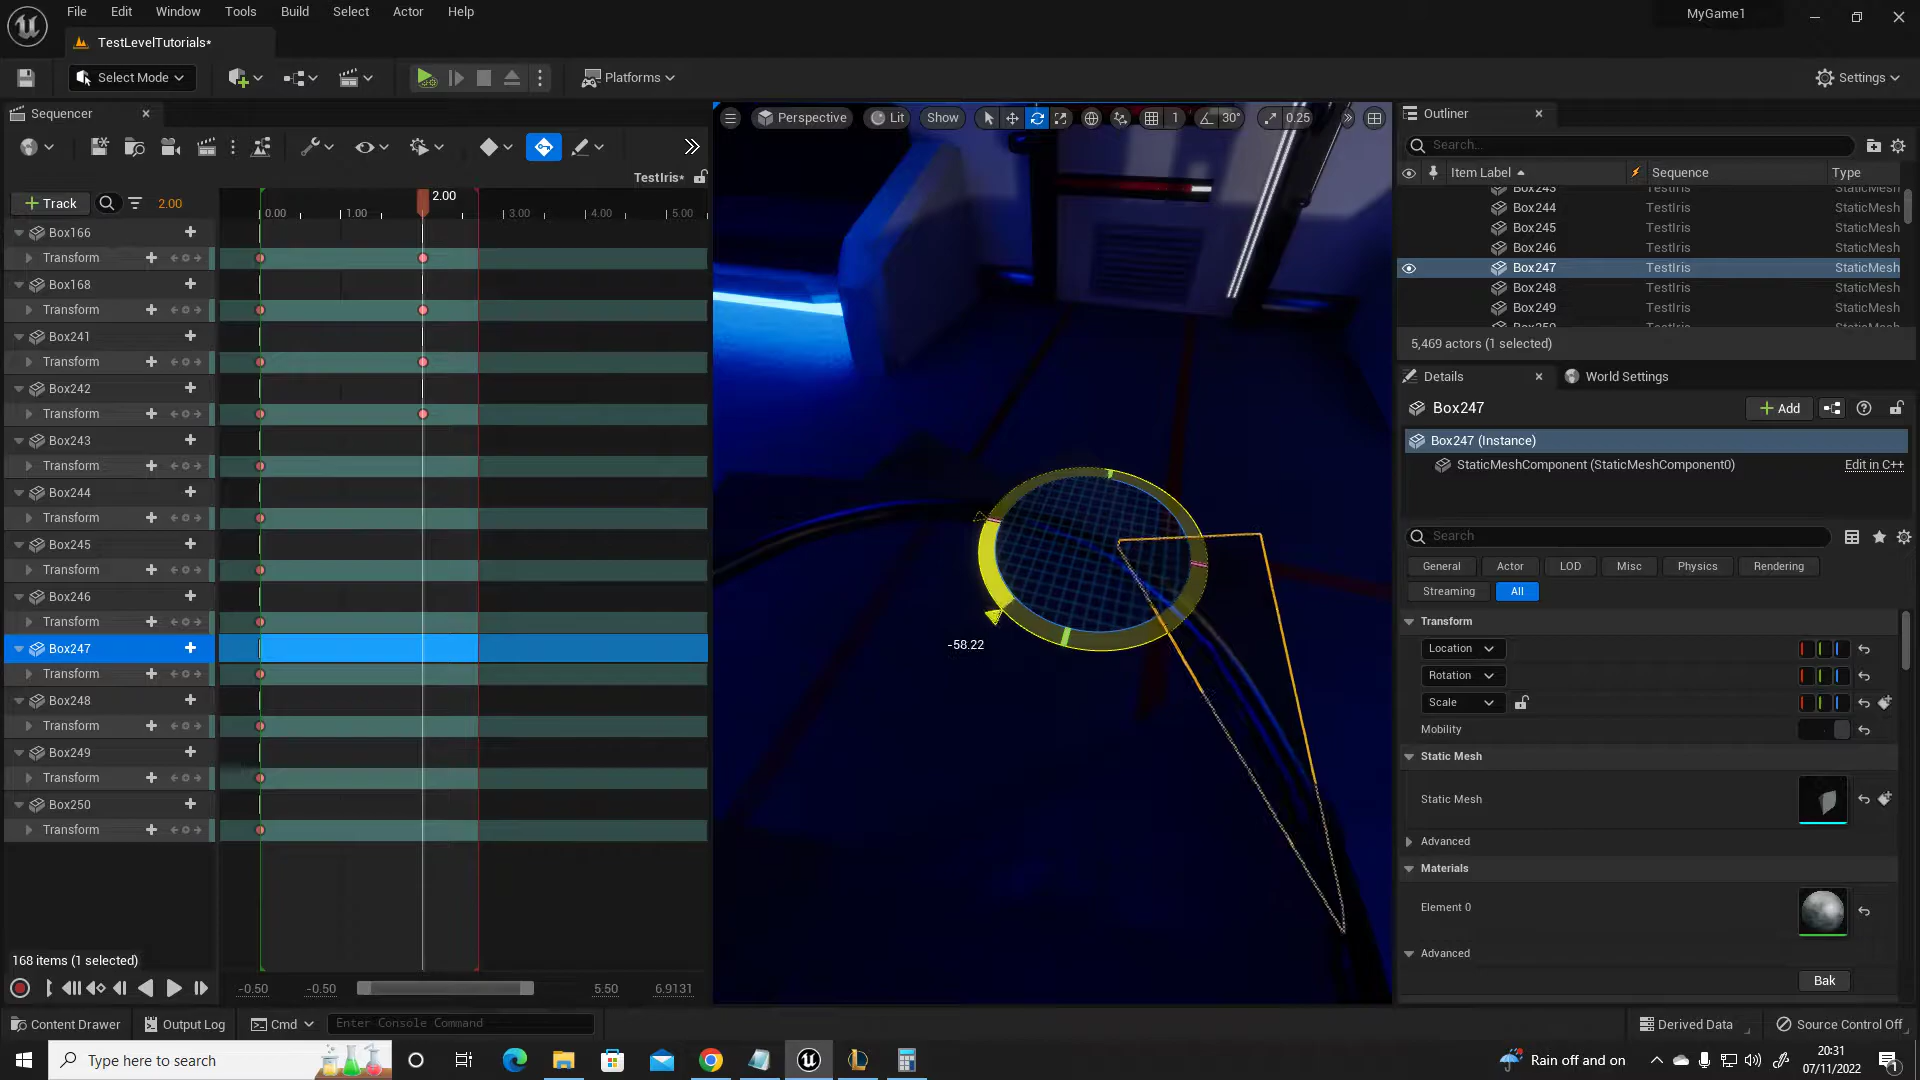 File Edit Window Tools Build Select Actor Help
MyGame1
TestLevelTutorials*
Select Mode
Platforms
Settings
Sequencer
TestIris*
Track
2.00
2.00
0.00 1.00 3.00 4.00 5.00
Box166
Transform
Box168
Transform
Box241
Transform
Box242
Transform
Box243
Transform
Box244
Transform
Box245
Transform
Box246
Transform
Box247
Transform
Box248
Transform
Box249
Transform
Box250
Transform
168 items (1 selected)
-0.50 -0.50 5.50 6.9131
Perspective Lit Show 1 30° 0.25
-58.22
Outliner
Search...
Item Label Sequence Type
Box243 TestIris StaticMesh
Box244 TestIris StaticMesh
Box245 TestIris StaticMesh
Box246 TestIris StaticMesh
Box247 TestIris StaticMesh
Box248 TestIris StaticMesh
Box249 TestIris StaticMesh
Box250 TestIris StaticMesh
5,469 actors (1 selected)
Details World Settings
Box247
Add
Box247 (Instance)
StaticMeshComponent (StaticMeshComponent0) Edit in C++
Search
General Actor LOD Misc Physics Rendering
Streaming All
Transform
Location
Rotation
Scale
Mobility
Static Mesh
Static Mesh
Advanced
Materials
Element 0
Advanced
Bak
Content Drawer Output Log Cmd Enter Console Command
Derived Data Source Control Off
Type here to search
Rain off and on
20:31
07/11/2022
1